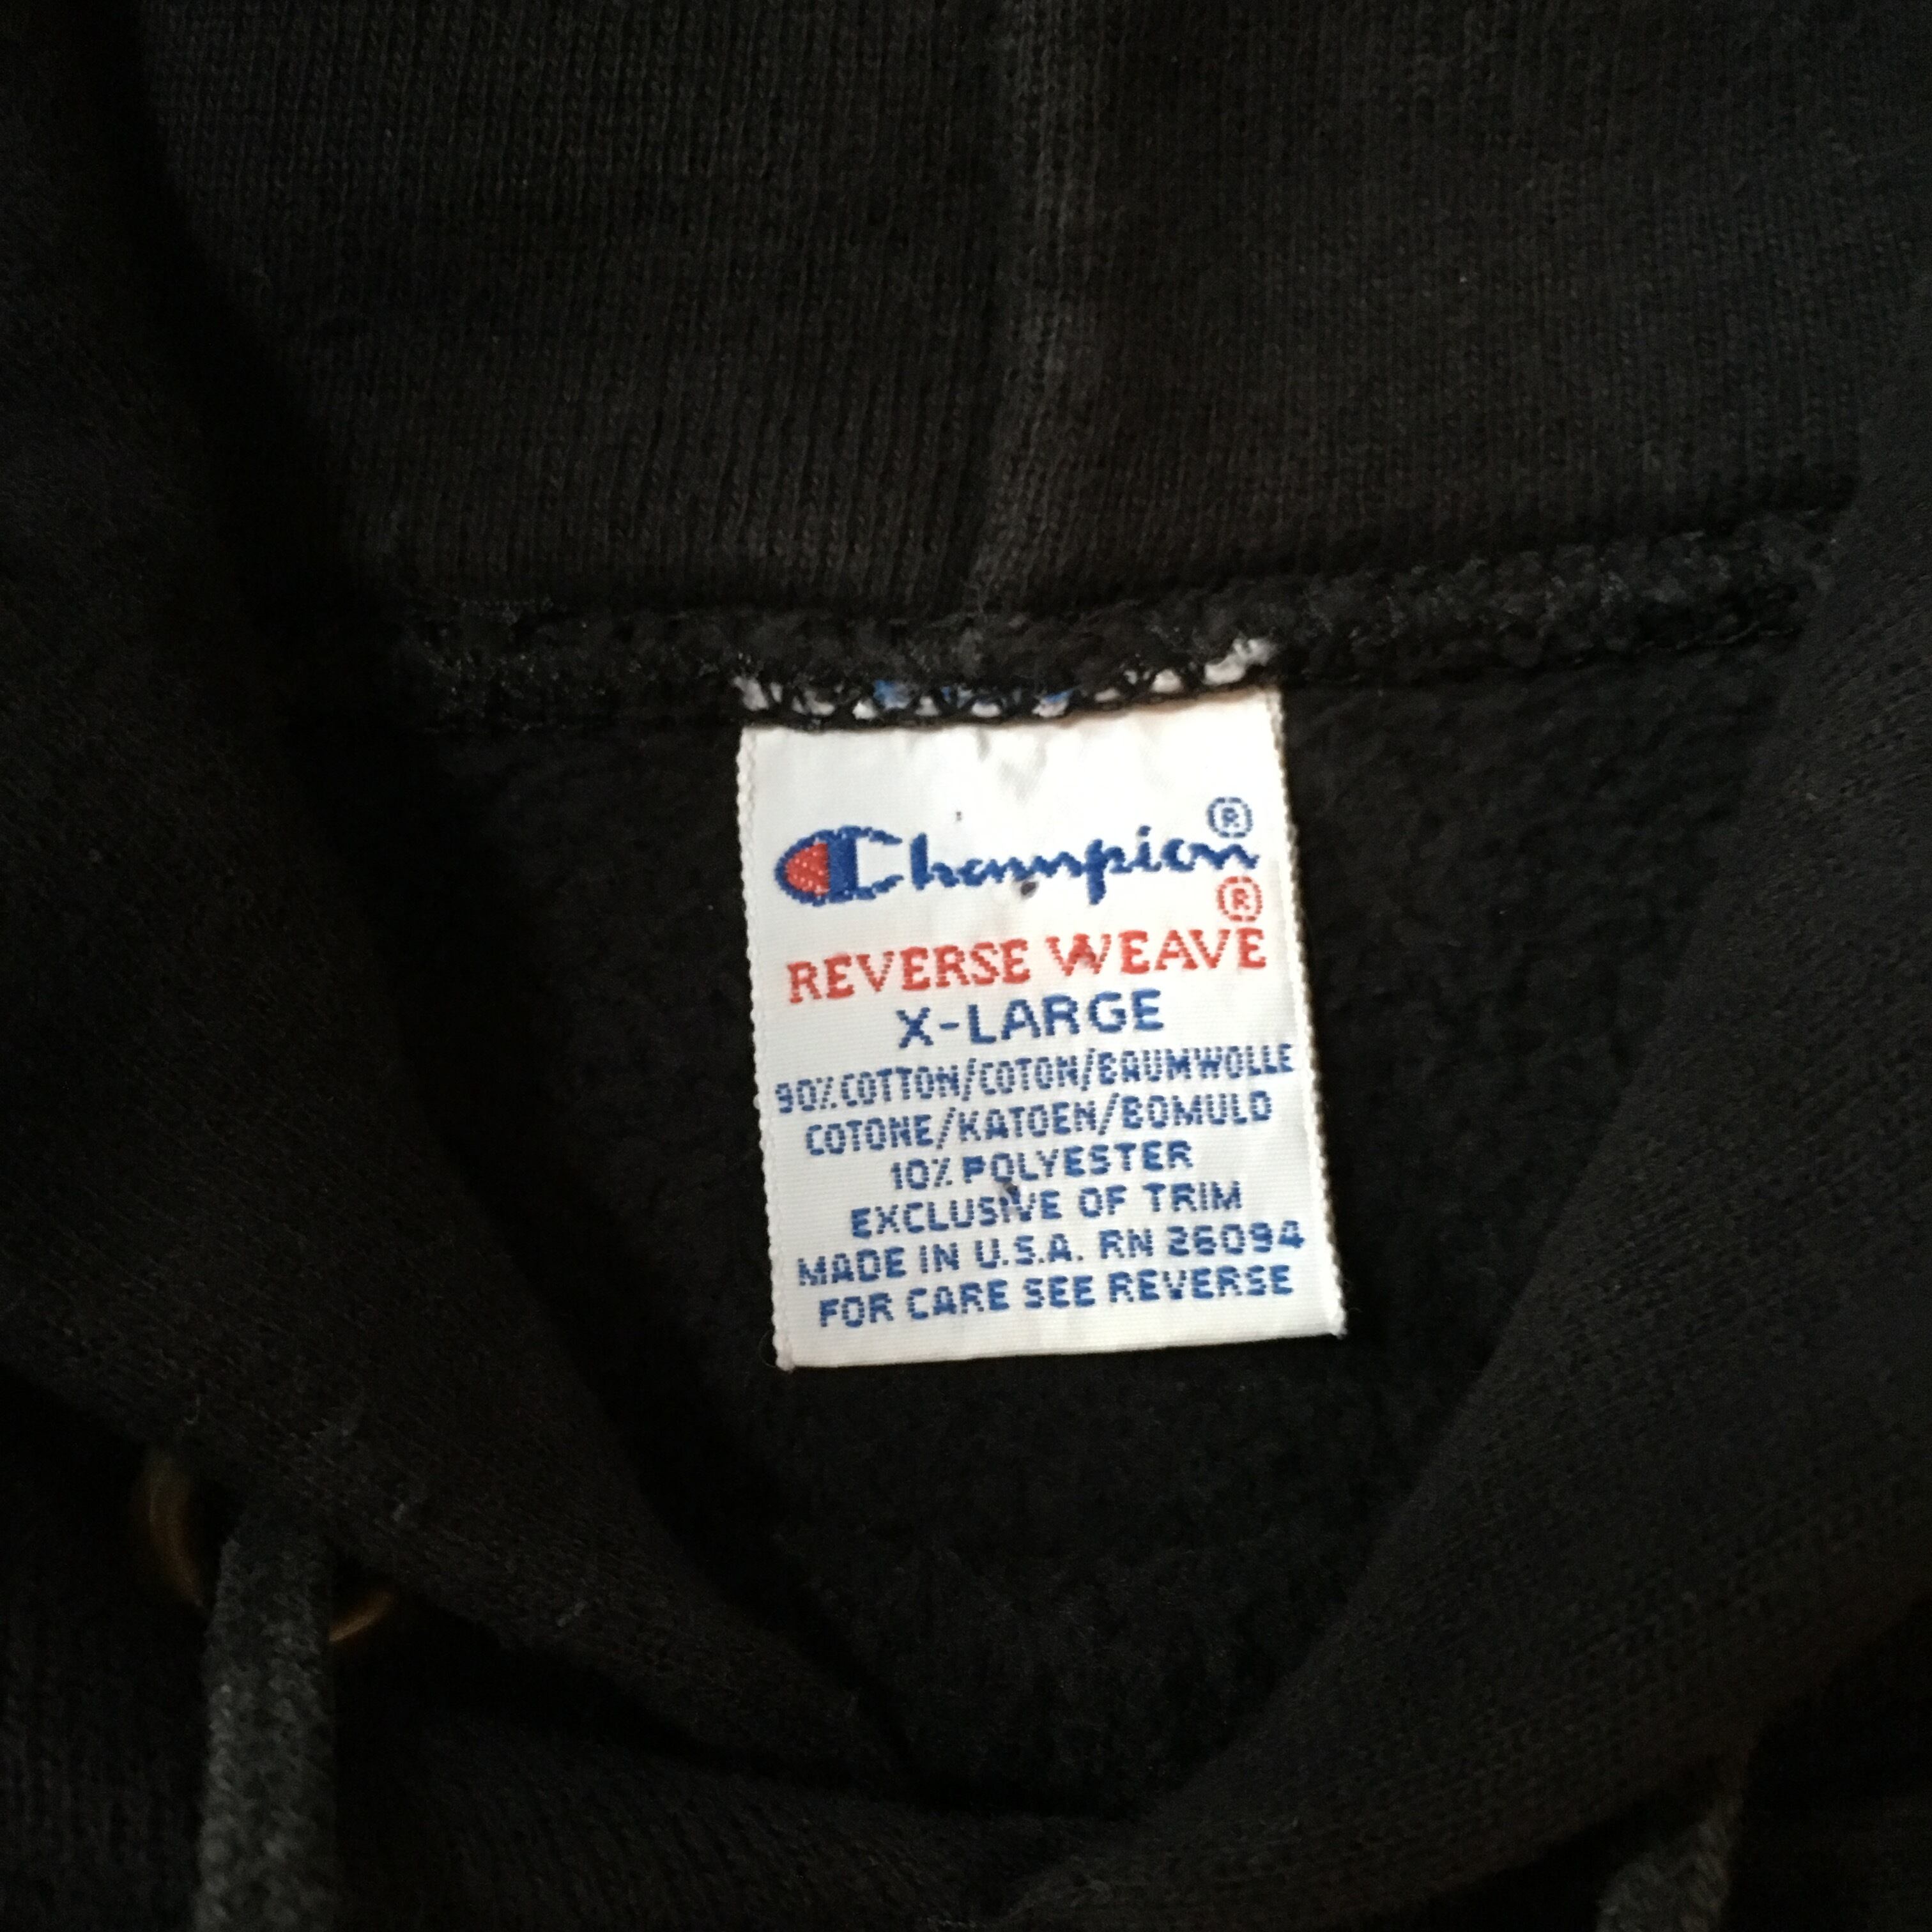 Champion®
®
REVERSE WEAVE
X-LARGE
90% COTTON/COTON/BAUMWOLLE
COTONE/KATOEN/BOMULD
10% POLYESTER
EXCLUSIVE OF TRIM
MADE IN U.S.A. RN 26094
FOR CARE SEE REVERSE